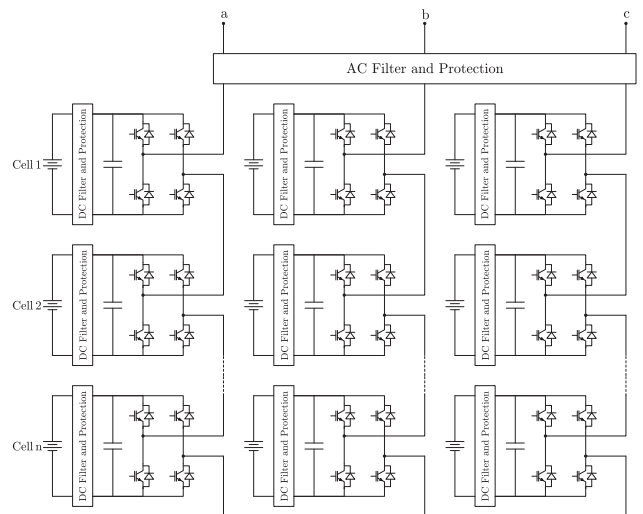 a
b
c
AC Filter and Protection
Cell 1
DC Filter and Protection
DC Filter and Protection
DC Filter and Protection
Cell 2
DC Filter and Protection
DC Filter and Protection
DC Filter and Protection
Cell n
DC Filter and Protection
DC Filter and Protection
DC Filter and Protection